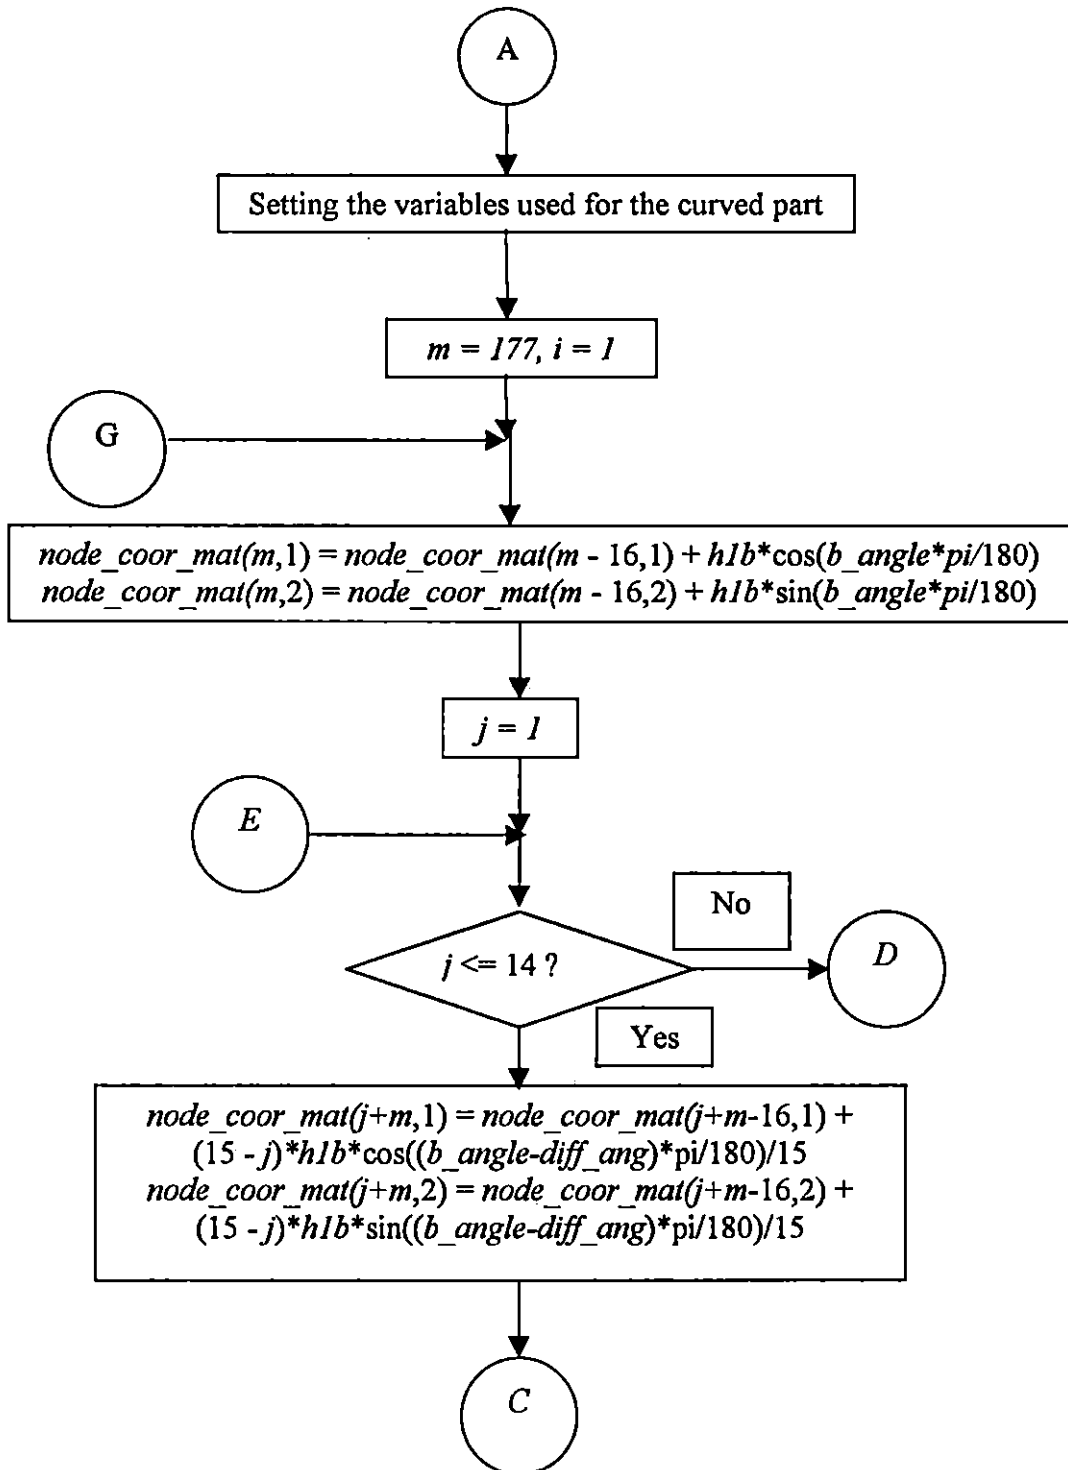 A
Setting the variables used for the curved part
m = 177, i = 1
G
node_coor_mat(m,1) = node_coor_mat(m - 16,1) + h1b*cos(b_angle*pi/180)
node_coor_mat(m,2) = node_coor_mat(m - 16,2) + h1b*sin(b_angle*pi/180)
j = 1
E
No
j <= 14 ?
D
Yes
node_coor_mat(j+m,1) = node_coor_mat(j+m-16,1) +
(15 - j)*h1b*cos((b_angle-diff_ang)*pi/180)/15
node_coor_mat(j+m,2) = node_coor_mat(j+m-16,2) +
(15 - j)*h1b*sin((b_angle-diff_ang)*pi/180)/15
C